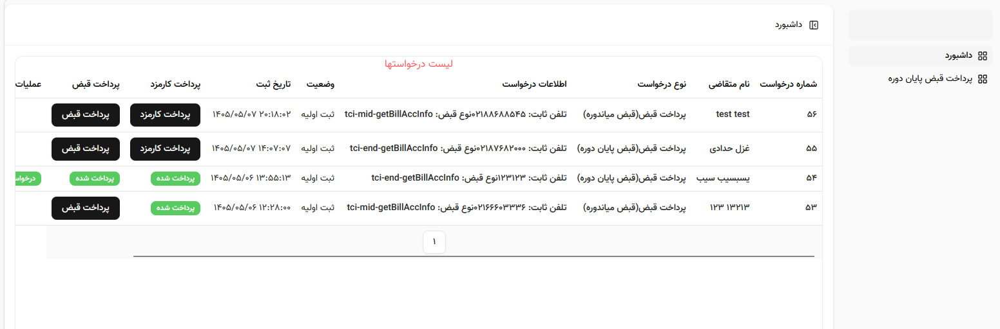 داشبورد
پرداخت قبض پایان دوره
داشبورد
لیست درخواستها
شماره درخواست نام متقاضی نوع درخواست اطلاعات درخواست وضعیت تاریخ ثبت پرداخت کارمزد پرداخت قبض عملیات
۵۶ test test پرداخت قبض(قبض میاندوره) تلفن ثابت: ۰۲۱۸۸۶۸۸۵۴۵نوع قبض: tci-mid-getBillAccInfo ثبت اولیه ۱۴۰۵/۰۵/۰۷ ۲۰:۱۸:۰۲ پرداخت کارمزد پرداخت قبض
۵۵ غزل حدادی پرداخت قبض(قبض پایان دوره) تلفن ثابت: ۰۲۱۸۷۶۸۲۰۰۰نوع قبض: tci-end-getBillAccInfo ثبت اولیه ۱۴۰۵/۰۵/۰۷ ۱۴:۰۷:۰۷ پرداخت کارمزد پرداخت قبض
۵۴ یسبسیب سیب پرداخت قبض(قبض پایان دوره) تلفن ثابت: ۱۲۳۱۲۳نوع قبض: tci-end-getBillAccInfo ثبت اولیه ۱۴۰۵/۰۵/۰۶ ۱۳:۵۵:۱۳ پرداخت شده پرداخت شده
۵۳ ۱۳۲۱۳ ۱۲۳ پرداخت قبض(قبض میاندوره) تلفن ثابت: ۰۲۱۶۶۶۰۳۳۳۶نوع قبض: tci-mid-getBillAccInfo ثبت اولیه ۱۴۰۵/۰۵/۰۶ ۱۲:۲۸:۰۰ پرداخت شده پرداخت قبض
۱